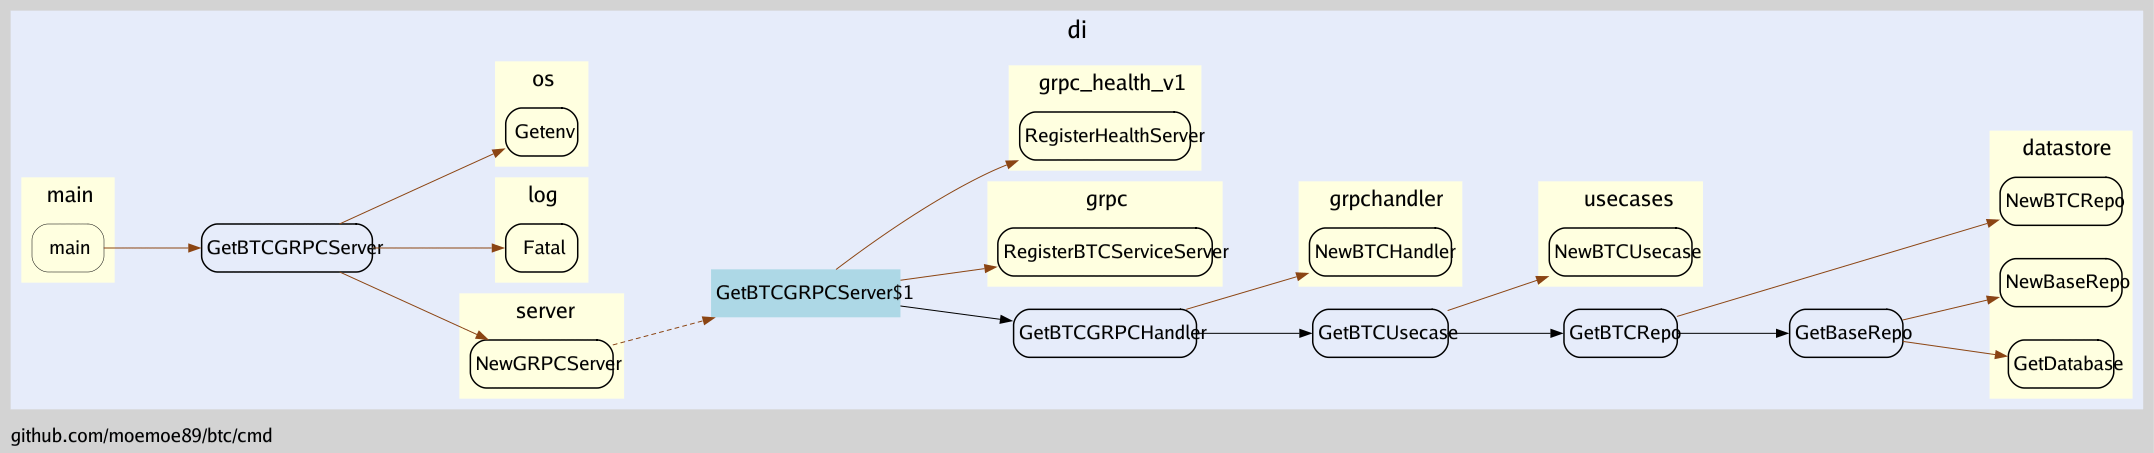 di
os
Getenv
main
main
GetBTCGRPCServer
log
Fatal
server
NewGRPCServer
GetBTCGRPCServer$1
grpc_health_v1
RegisterHealthServer
grpc
RegisterBTCServiceServer
GetBTCGRPCHandler
grpchandler
NewBTCHandler
GetBTCUsecase
usecases
NewBTCUsecase
GetBTCRepo
GetBaseRepo
datastore
NewBTCRepo
NewBaseRepo
GetDatabase
github.com/moemoe89/btc/cmd